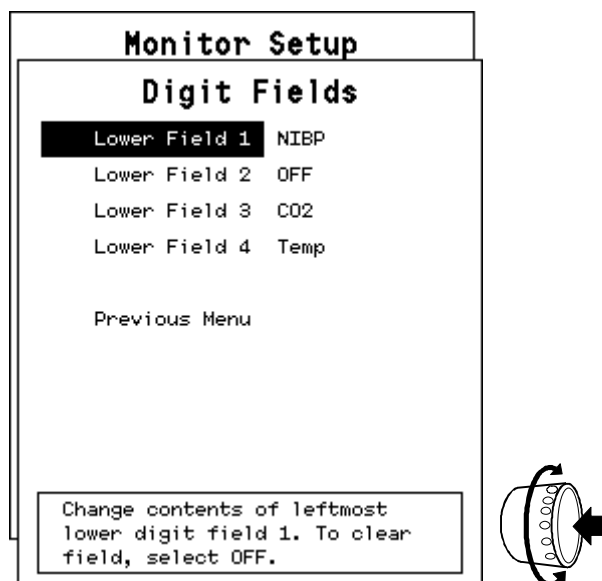 Monitor Setup
Digit Fields
Lower Field 1 NIBP
Lower Field 2 OFF
Lower Field 3 CO2
Lower Field 4 Temp
Previous Menu
Change contents of leftmost
lower digit field 1. To clear
field, select OFF.